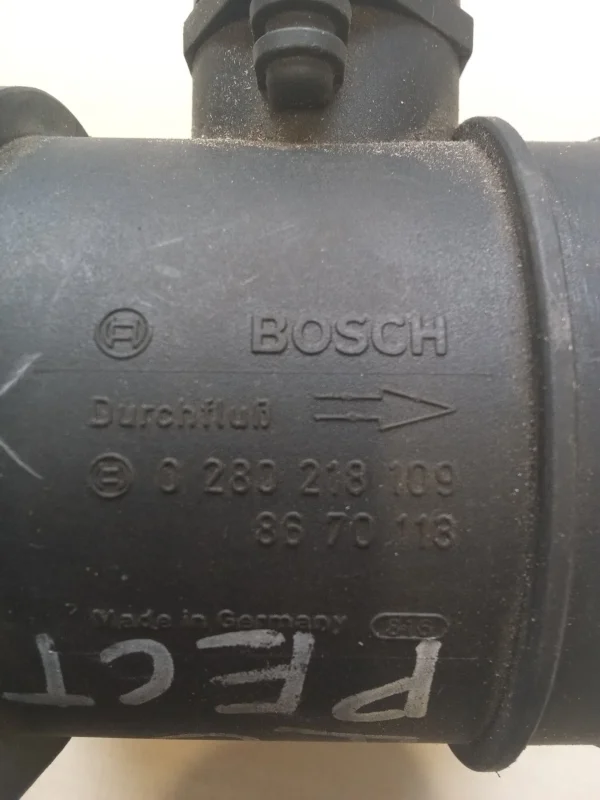 BOSCH
Durchfluß
0 280 218 109
86 70 113
Made in Germany
PECT